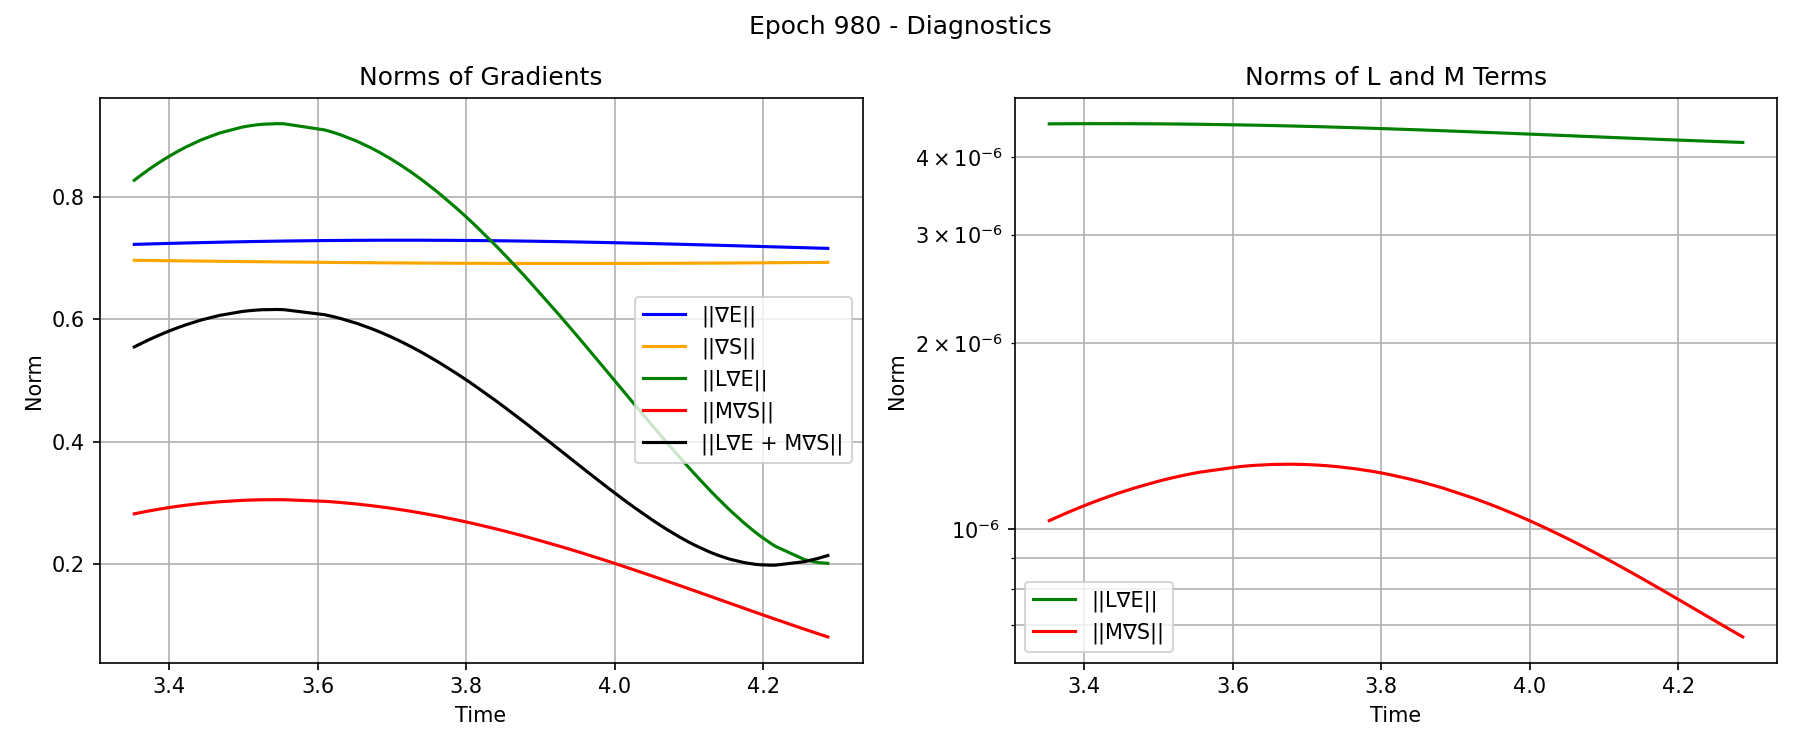 Epoch 980 - Diagnostics
Norms of Gradients
Norm
0.8
0.6
0.4
0.2
3.4
3.6
3.8
4.0
4.2
Time
||∇E||
||∇S||
||L∇E||
||M∇S||
||L∇E + M∇S||
Norms of L and M Terms
Norm
4 × 10⁻⁶
3 × 10⁻⁶
2 × 10⁻⁶
10⁻⁶
3.4
3.6
3.8
4.0
4.2
Time
||L∇E||
||M∇S||